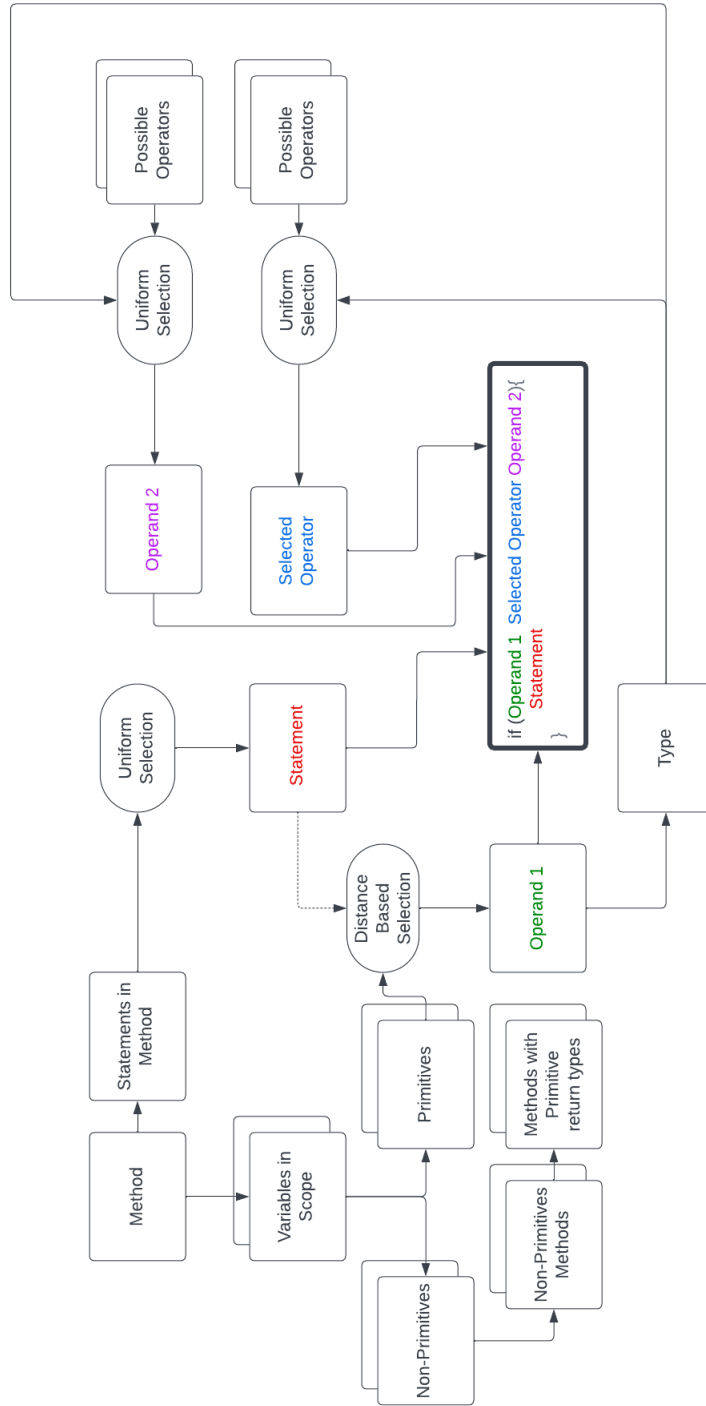 Method
Statements in
Method
Uniform
Selection
Operand 2
Uniform
Selection
Possible
Operators
Variables in
Scope
Statement
Selected
Operator
Uniform
Selection
Possible
Operators
Non-Primitives
Primitives
Distance
Based
Selection
Non-Primitives
Methods
Methods with
Primitive
return types
Operand 1
if (Operand 1 Selected Operator Operand 2){
Statement
}
Type